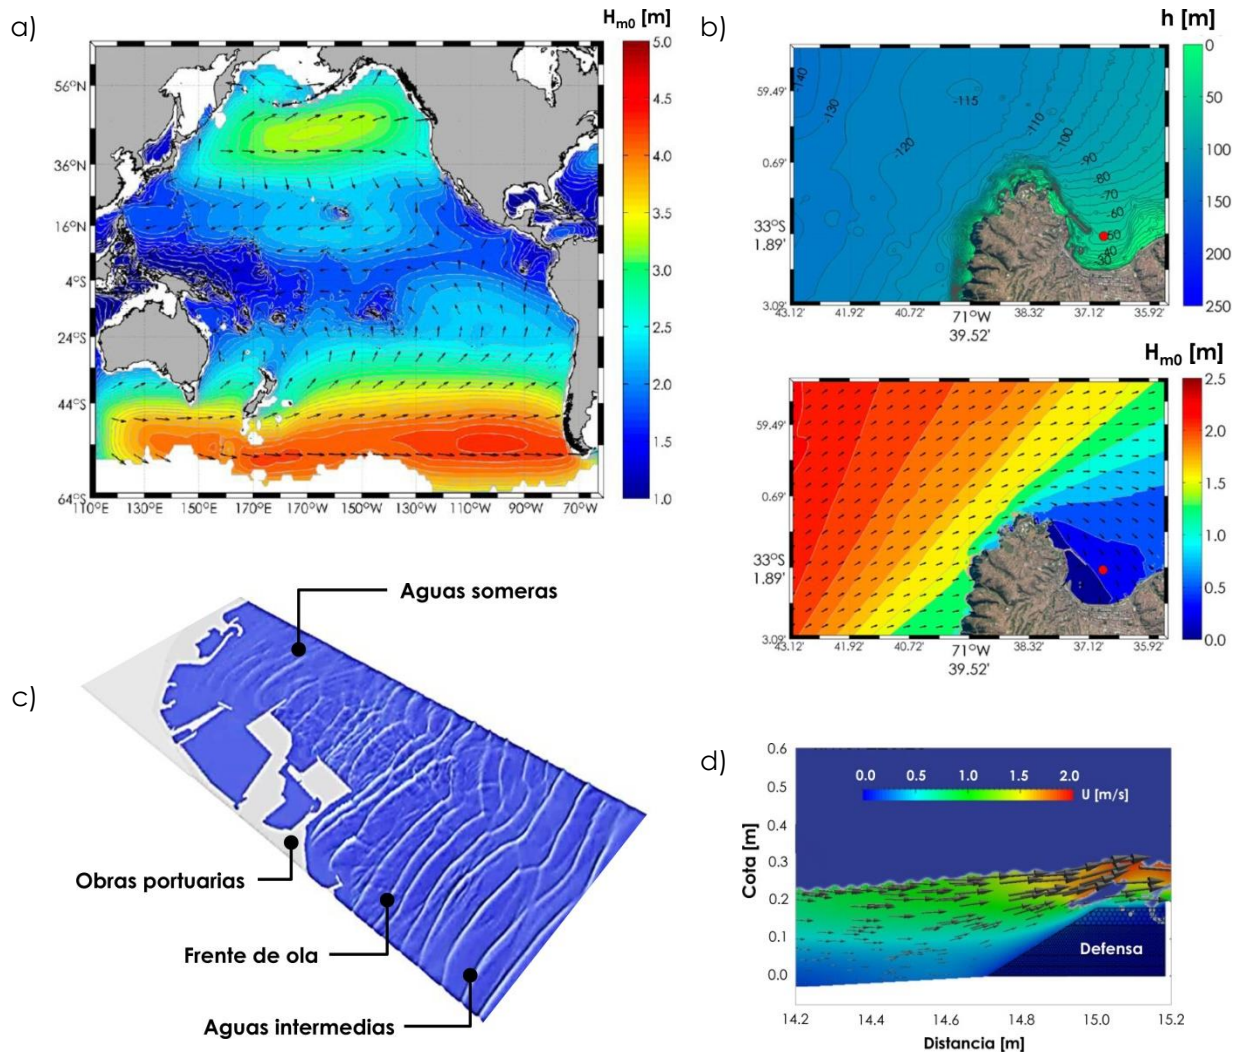 a)
Hm0 [m]
56°N
36°N
16°N
4°S
24°S
44°S
64°S
110°E 130°E 150°E 170°E 170°W 150°W 130°W 110°W 90°W 70°W
5.0
4.5
4.0
3.5
3.0
2.5
2.0
1.5
1.0
b)
h [m]
59.49'
0.69'
33°S
1.89'
3.09'
43.12' 41.92' 40.72' 71°W 38.32' 37.12' 35.92'
39.52'
-140
-130
-120
-115
-110
-100
-90
-80
-70
-60
-50
-40
-30
0
50
100
150
200
250
Hm0 [m]
59.49'
0.69'
33°S
1.89'
3.09'
43.12' 41.92' 40.72' 71°W 38.32' 37.12' 35.92'
39.52'
2.5
2.0
1.5
1.0
0.5
0.0
c)
Aguas someras
Obras portuarias
Frente de ola
Aguas intermedias
d)
0.6
0.5
0.4
0.3
0.2
0.1
0.0
Cota [m]
0.0 0.5 1.0 1.5 2.0
U [m/s]
Defensa
14.2 14.4 14.6 14.8 15.0 15.2
Distancia [m]